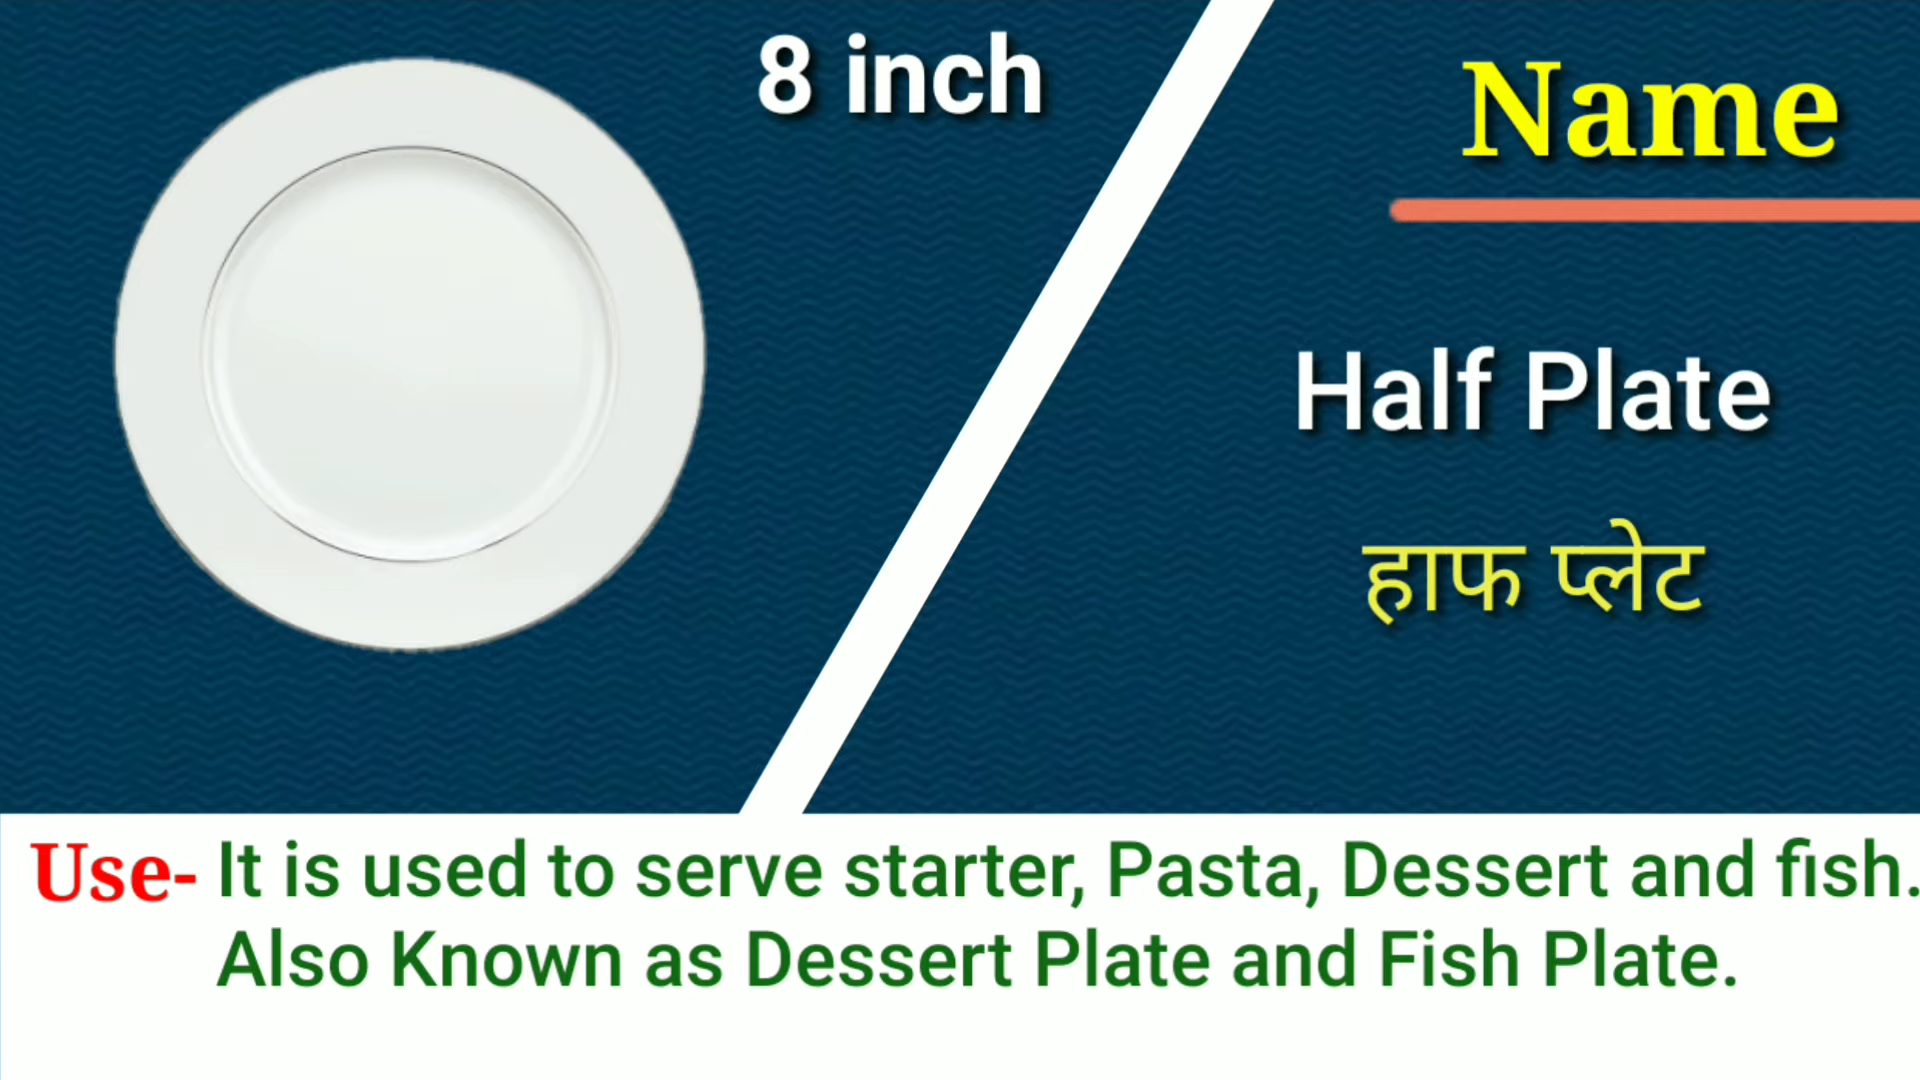 8 inch
Name
Half Plate
हाफ प्लेट
Use- It is used to serve starter, Pasta, Dessert and fish.
Also Known as Dessert Plate and Fish Plate.